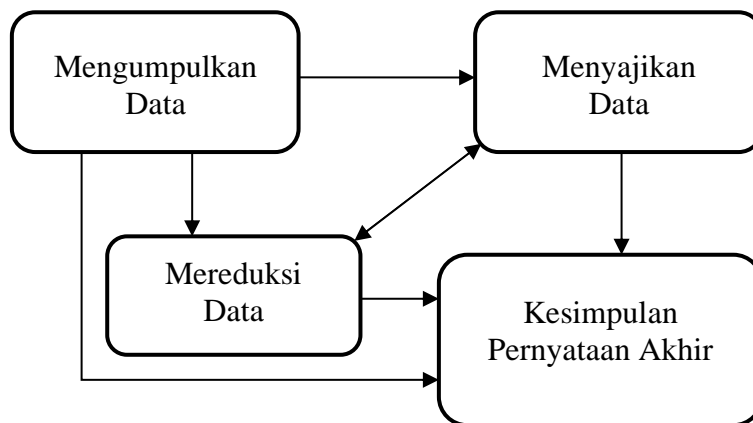 Mengumpulkan
Data
Menyajikan
Data
Mereduksi
Data
Kesimpulan
Pernyataan Akhir